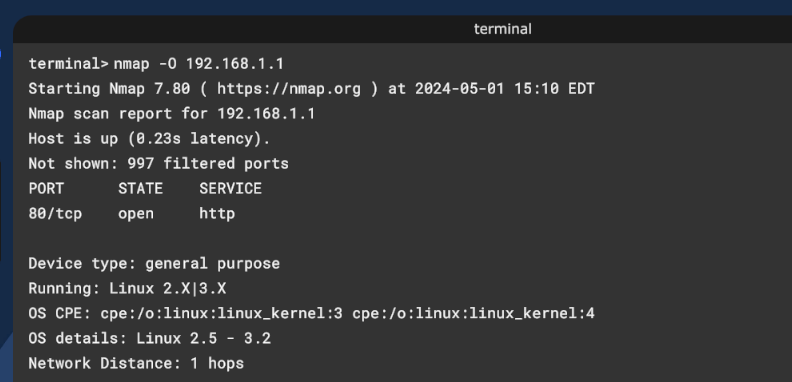 terminal
terminal> nmap -O 192.168.1.1
Starting Nmap 7.80 ( https://nmap.org ) at 2024-05-01 15:10 EDT
Nmap scan report for 192.168.1.1
Host is up (0.23s latency).
Not shown: 997 filtered ports
PORT STATE SERVICE
80/tcp open http
Device type: general purpose
Running: Linux 2.X|3.X
OS CPE: cpe:/o:linux:linux_kernel:3 cpe:/o:linux:linux_kernel:4
OS details: Linux 2.5 - 3.2
Network Distance: 1 hops